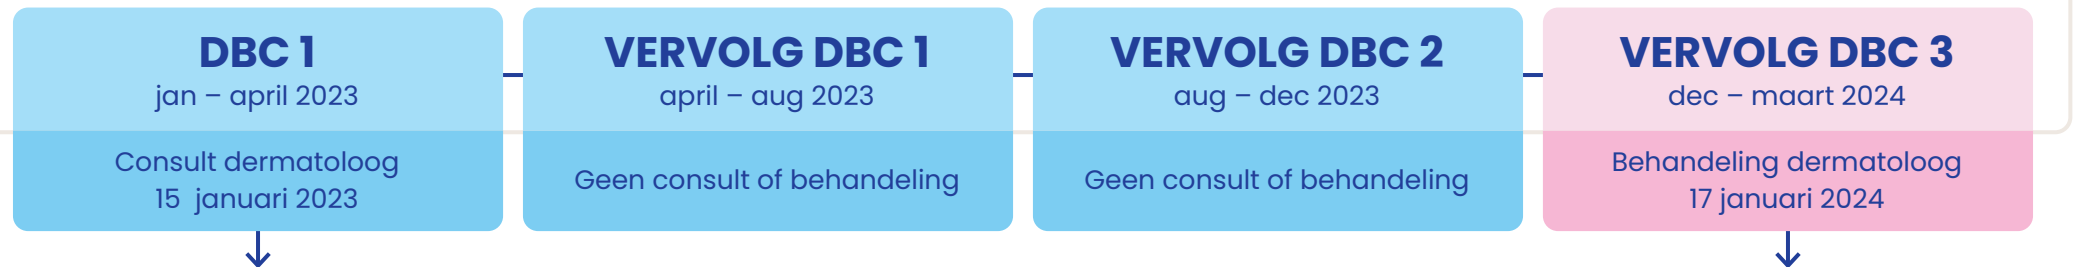 DBC 1
jan – april 2023
Consult dermatoloog
15 januari 2023
VERVOLG DBC 1
april – aug 2023
Geen consult of behandeling
VERVOLG DBC 2
aug – dec 2023
Geen consult of behandeling
VERVOLG DBC 3
dec – maart 2024
Behandeling dermatoloog
17 januari 2024